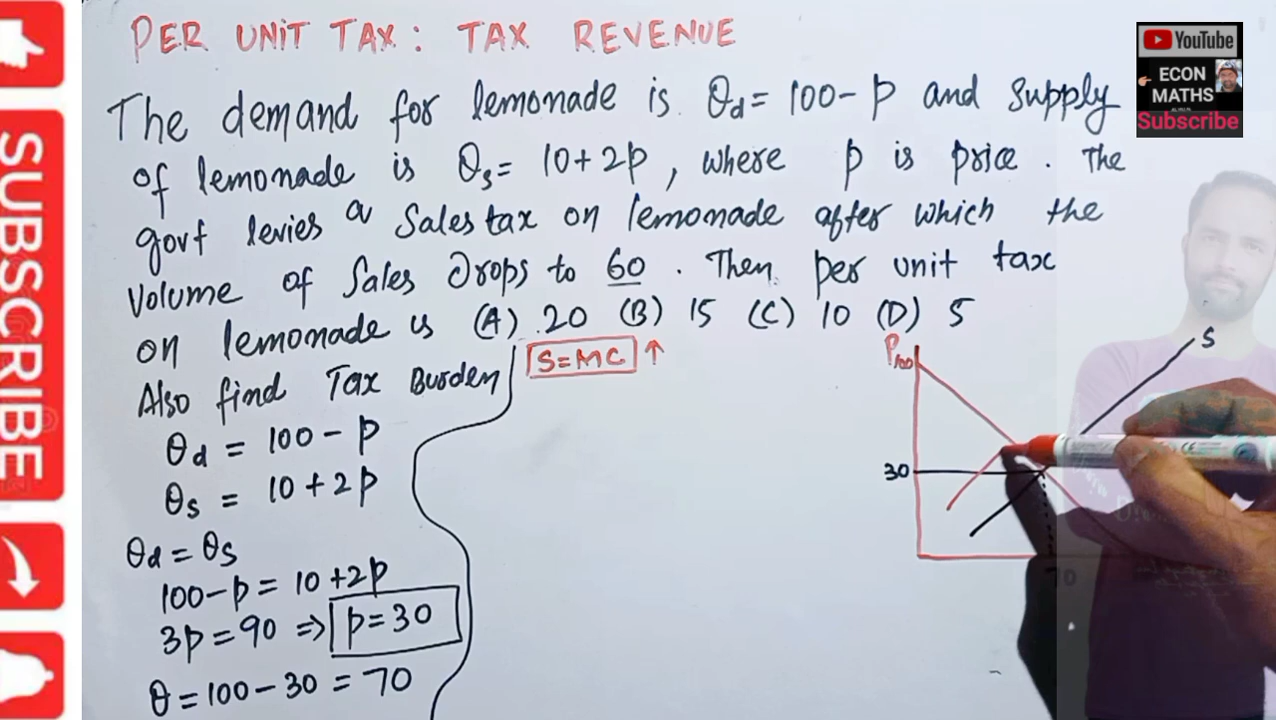 PER UNIT TAX: TAX REVENUE
The demand for lemonade is Qd = 100 - P and supply
of lemonade is Qs = 10 + 2P, where P is price. The
govt levies a Sales tax on lemonade after which the
volume of Sales drops to 60. Then per unit tax
on lemonade is (A) 20 (B) 15 (C) 10 (D) 5
Also find Tax Burden
Qd = 100 - P
Qs = 10 + 2P
Qd = Qs
100 - P = 10 + 2P
3P = 90 ⇒ P = 30
Q = 100 - 30 = 70
S = MC ↑
P
100
S
30
70
SUBSCRIBE
YouTube
ECON
MATHS
Subscribe